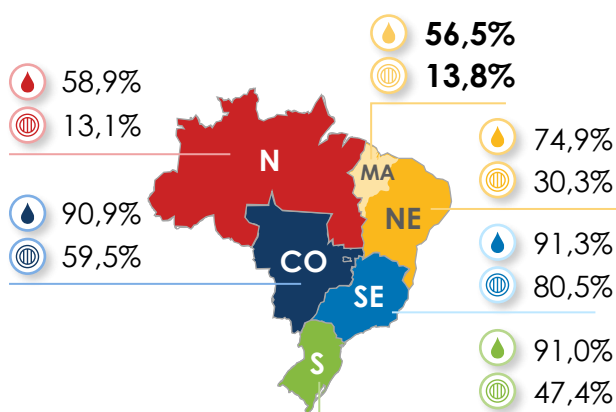 56,5%
13,8%
58,9%
13,1%
N
MA
74,9%
30,3%
NE
90,9%
59,5%
CO
91,3%
80,5%
SE
S
91,0%
47,4%